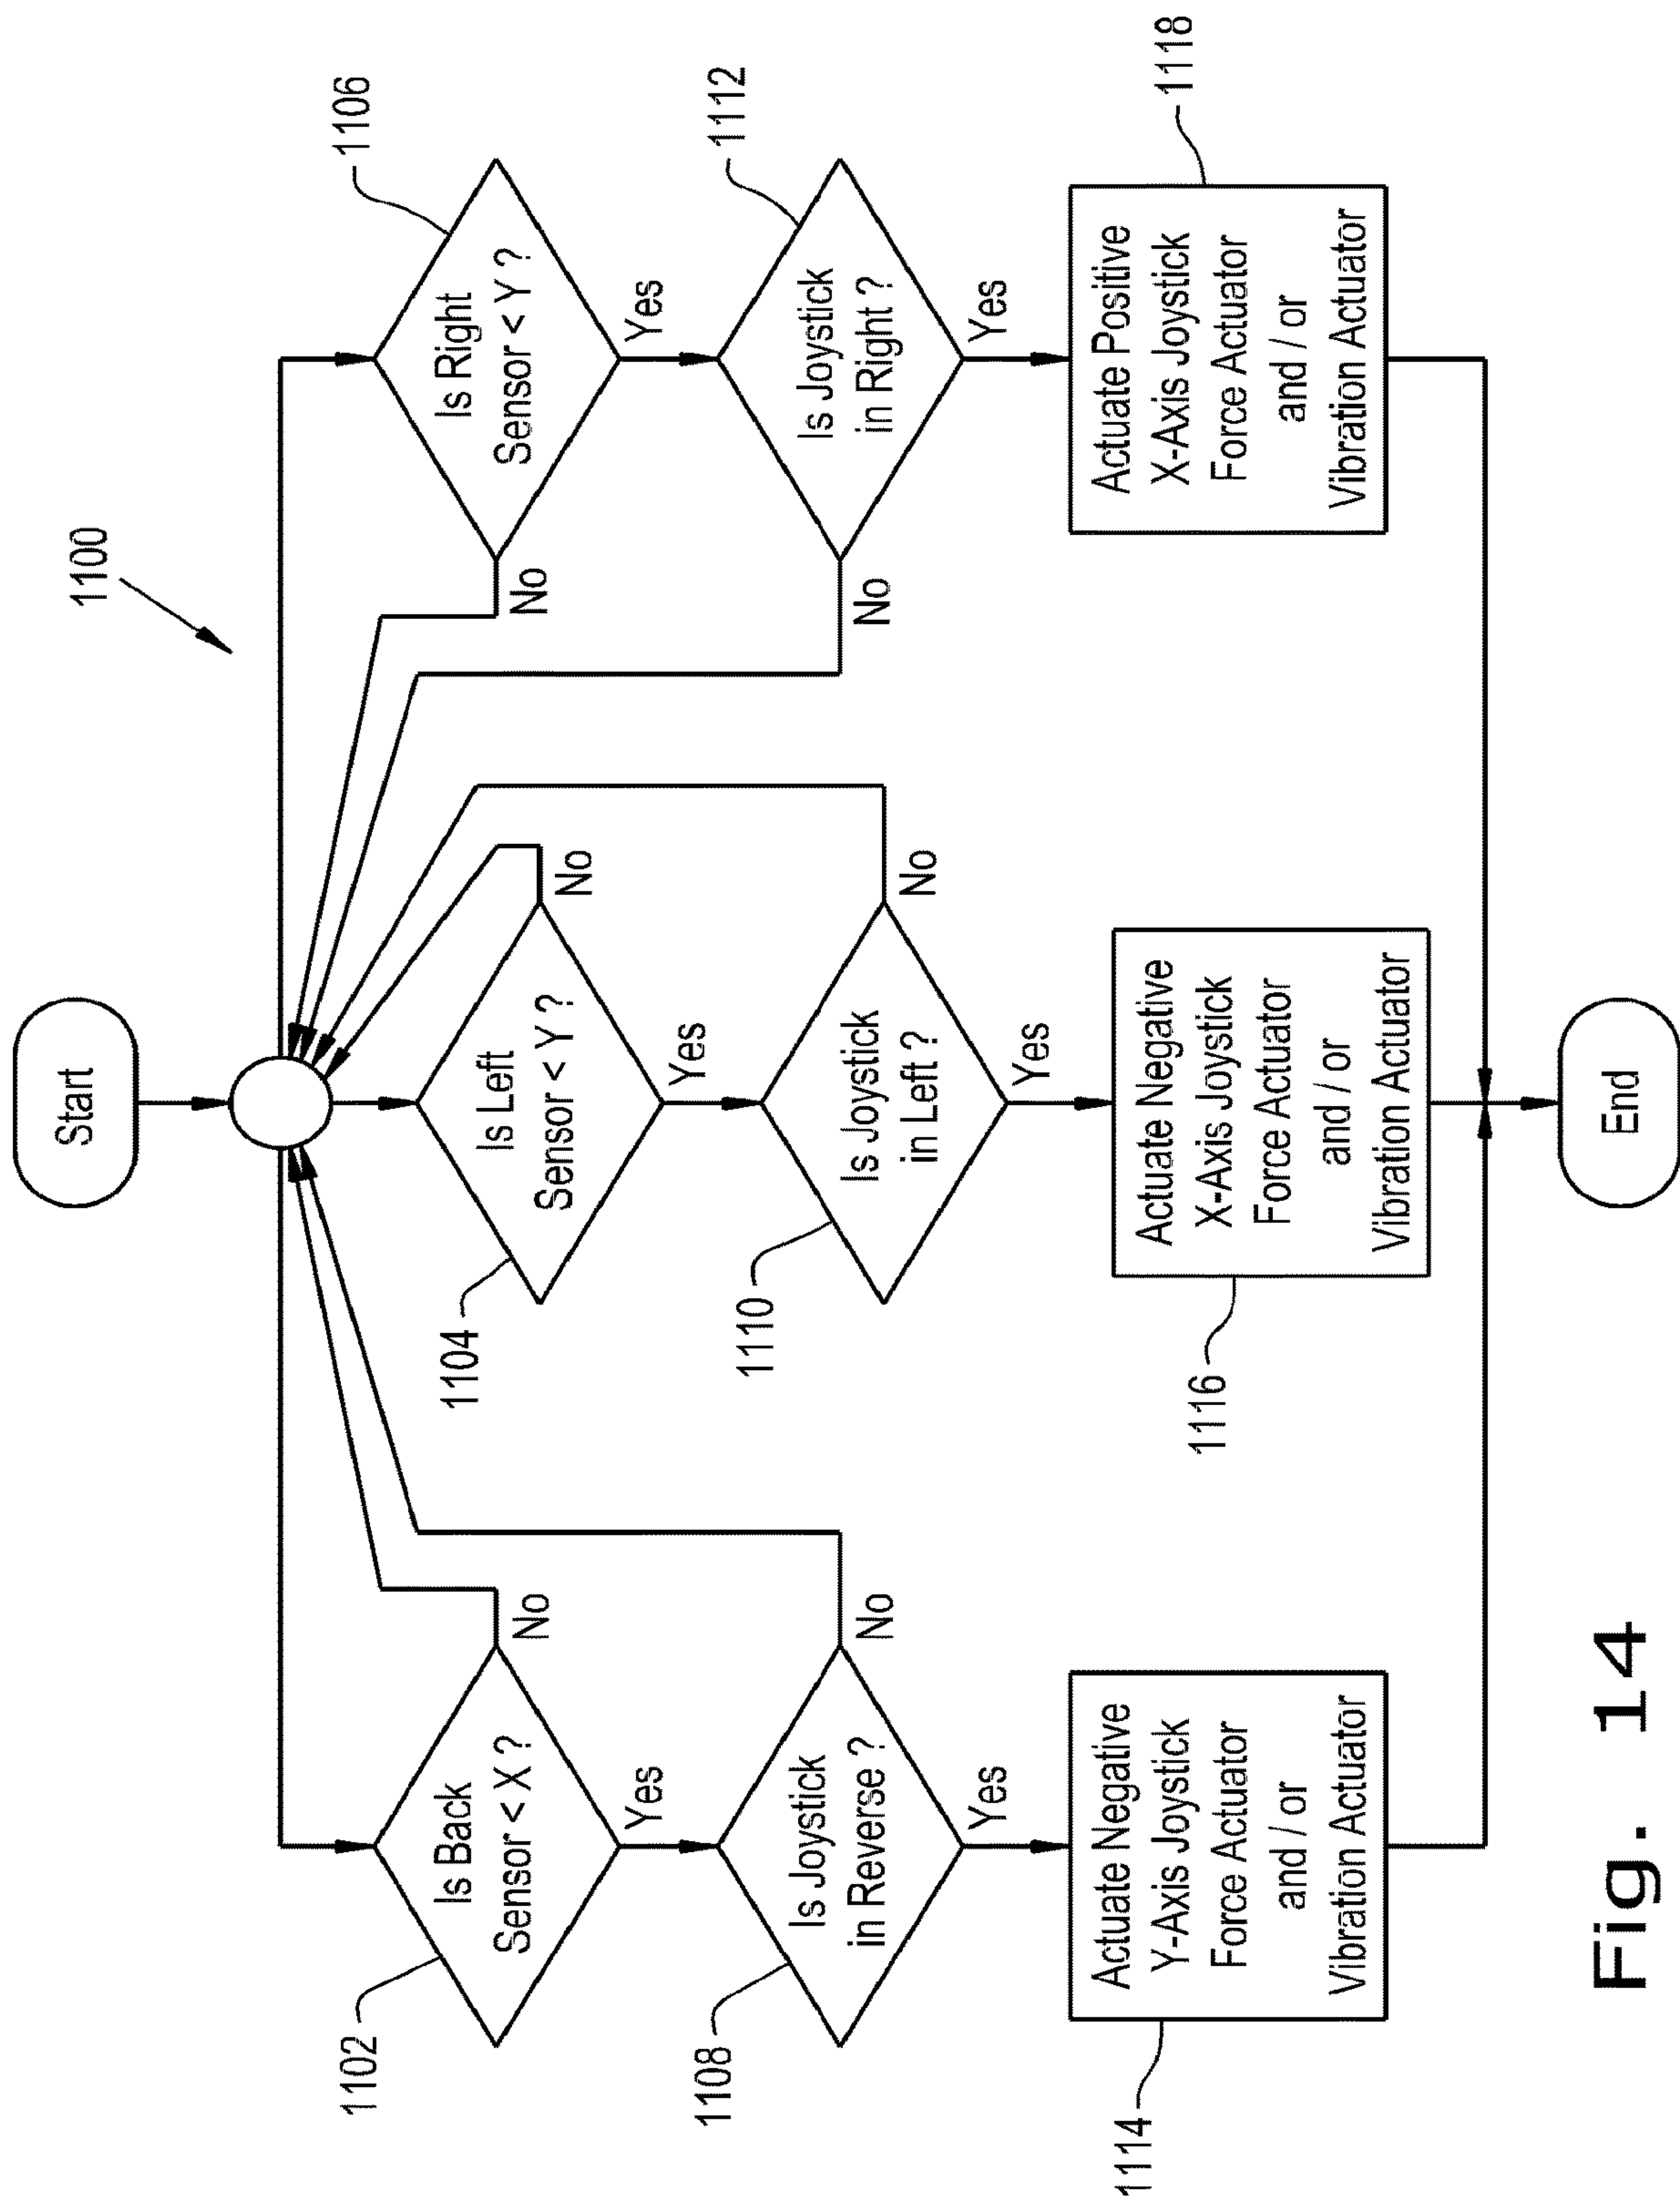 1100
Start
1102
Is Back
Sensor < X ?
No
Yes
1104
Is Left
Sensor < Y ?
No
Yes
1106
Is Right
Sensor < Y ?
No
Yes
1108
Is Joystick
in Reverse ?
No
Yes
1110
Is Joystick
in Left ?
No
Yes
1112
Is Joystick
in Right ?
No
Yes
1114
Actuate Negative
Y-Axis Joystick
Force Actuator
and / or
Vibration Actuator
1116
Actuate Negative
X-Axis Joystick
Force Actuator
and / or
Vibration Actuator
1118
Actuate Positive
X-Axis Joystick
Force Actuator
and / or
Vibration Actuator
End
Fig. 14